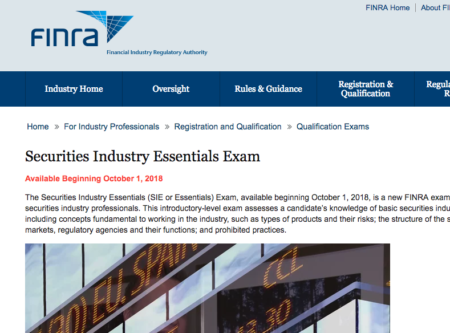 FINRA Home | About FI
FINRA
Financial Industry Regulatory Authority
Industry Home Oversight Rules & Guidance Registration & Qualification Regula R
Home » For Industry Professionals » Registration and Qualification » Qualification Exams
Securities Industry Essentials Exam
Available Beginning October 1, 2018
The Securities Industry Essentials (SIE or Essentials) Exam, available beginning October 1, 2018, is a new FINRA exam
securities industry professionals. This introductory-level exam assesses a candidate's knowledge of basic securities indu
including concepts fundamental to working in the industry, such as types of products and their risks; the structure of the s
markets, regulatory agencies and their functions; and prohibited practices.
EU SPAIN
CCL